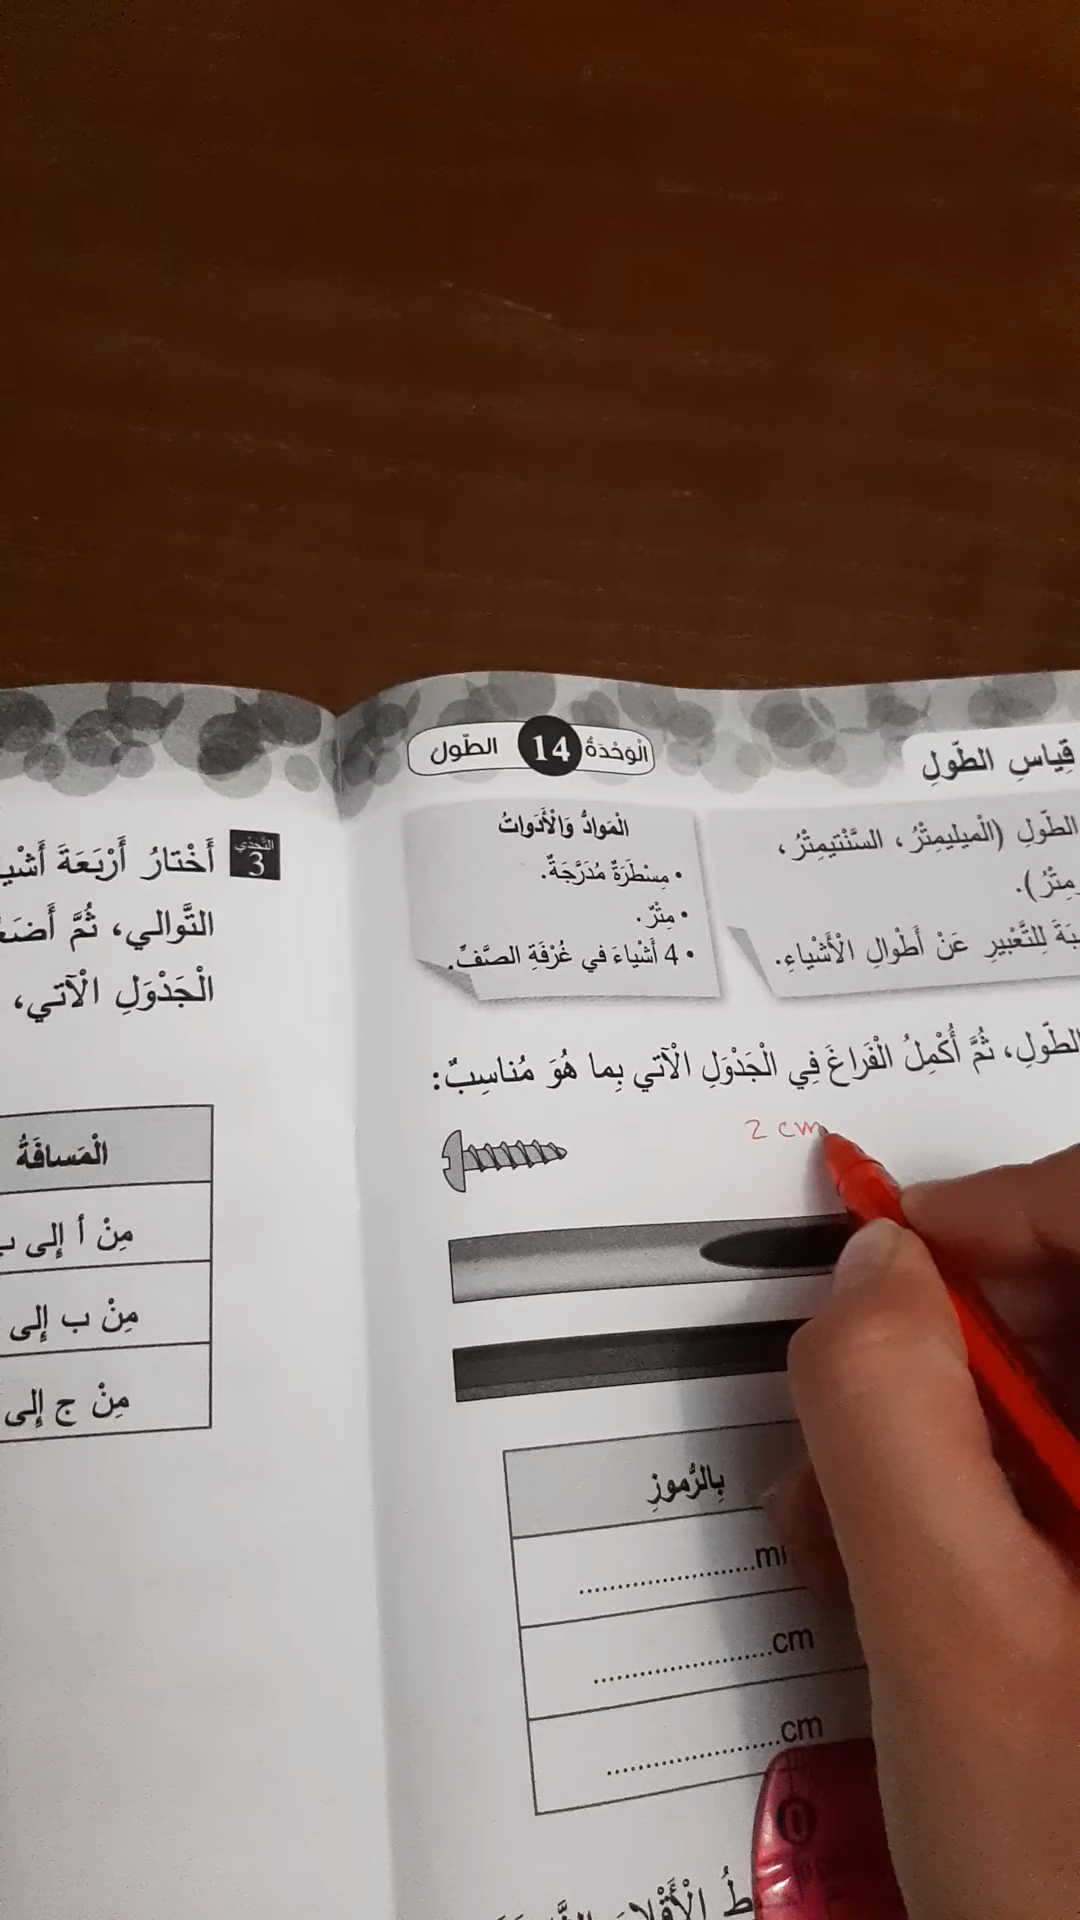 قِياسِ الطّولِ
الْوَحْدَةُ 14 الطّول
الطّولِ (الْميليمِتْرُ، السَّنْتيمِتْرُ،
عَنْ أَطْوالِ الْأَشْياءِ.
لِلتَّعْبيرِ
الْمَوادُّ وَالْأَدَواتُ
• مِسْطَرَةٌ مُدَرَّجَةٌ.
• مِتْرٌ.
• 4 أَشْياءَ في غُرْفَةِ الصَّفِّ.
الطّولِ، ثُمَّ أُكْمِلُ الْفَراغَ فِي الْجَدْوَلِ الْآتي بِما هُوَ مُناسِبٌ:
2 cm
بِالرُّموزِ
....................cm
....................cm
التَّحَدّي 3
أَخْتارُ أَرْبَعَةَ
التَّوالي، ثُمَّ
الْجَدْوَلِ الْآتي،
الْمَسافَةُ
مِنْ أ إِلى
مِنْ ب إِلى
مِنْ ج إِلى